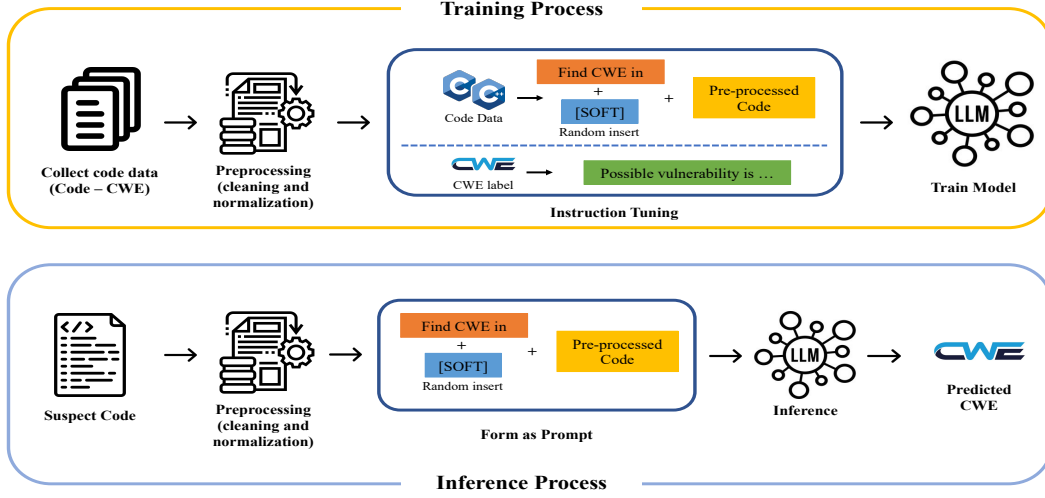 Training Process
Find CWE in
+
Code Data
[SOFT]
+
Pre-processed
Code
Random insert
LLM
CWE
CWE label
Possible vulnerability is …
Collect code data
(Code – CWE)
Preprocessing
(cleaning and
normalization)
Instruction Tuning
Train Model
</>
Find CWE in
+
[SOFT]
Random insert
+
Pre-processed
Code
LLM
CWE
Suspect Code
Preprocessing
(cleaning and
normalization)
Form as Prompt
Inference
Predicted
CWE
Inference Process